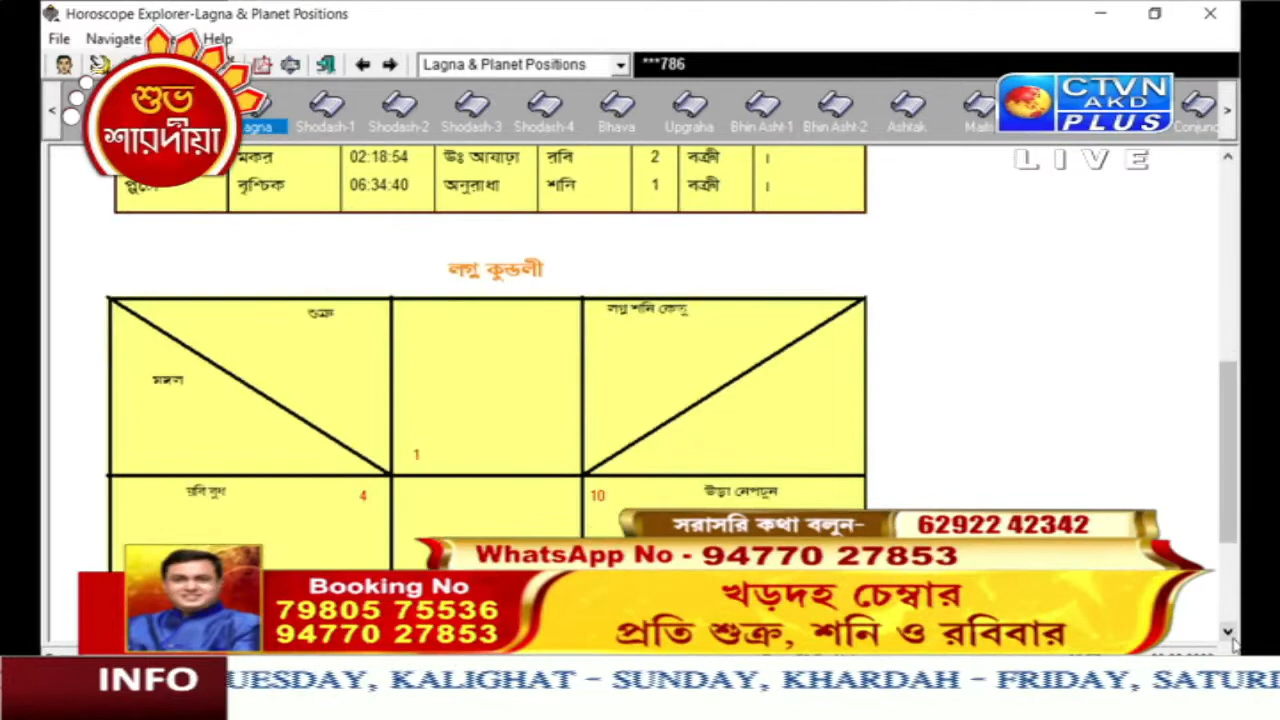 Horoscope Explorer-Lagna & Planet Positions
File Navigate Help
Lagna & Planet Positions ***786
Shodash-1 Shodash-2 Shodash-3 Shodash-4 Bhava Upgraha Bhin Asht-1 Bhin Asht-2 Ashtak
শুভ
শারদীয়া
CTVN
AKD
PLUS
LIVE
মকর 02:18:54 উঃ আষাঢ়া রবি 2 বক্রী ।
বৃশ্চিক 06:34:40 অনুরাধা শনি 1 বক্রী ।
লগ্ন কুন্ডলী
শুক্র
লগ্ন শনি কেতু
মঙ্গল
1
রবি বুধ
4
10
সরাসরি কথা বলুন- 62922 42342
WhatsApp No - 94770 27853
Booking No
79805 75536
94770 27853
খড়দহ চেম্বার
প্রতি শুক্র, শনি ও রবিবার
INFO UESDAY, KALIGHAT - SUNDAY, KHARDAH - FRIDAY, SATURD